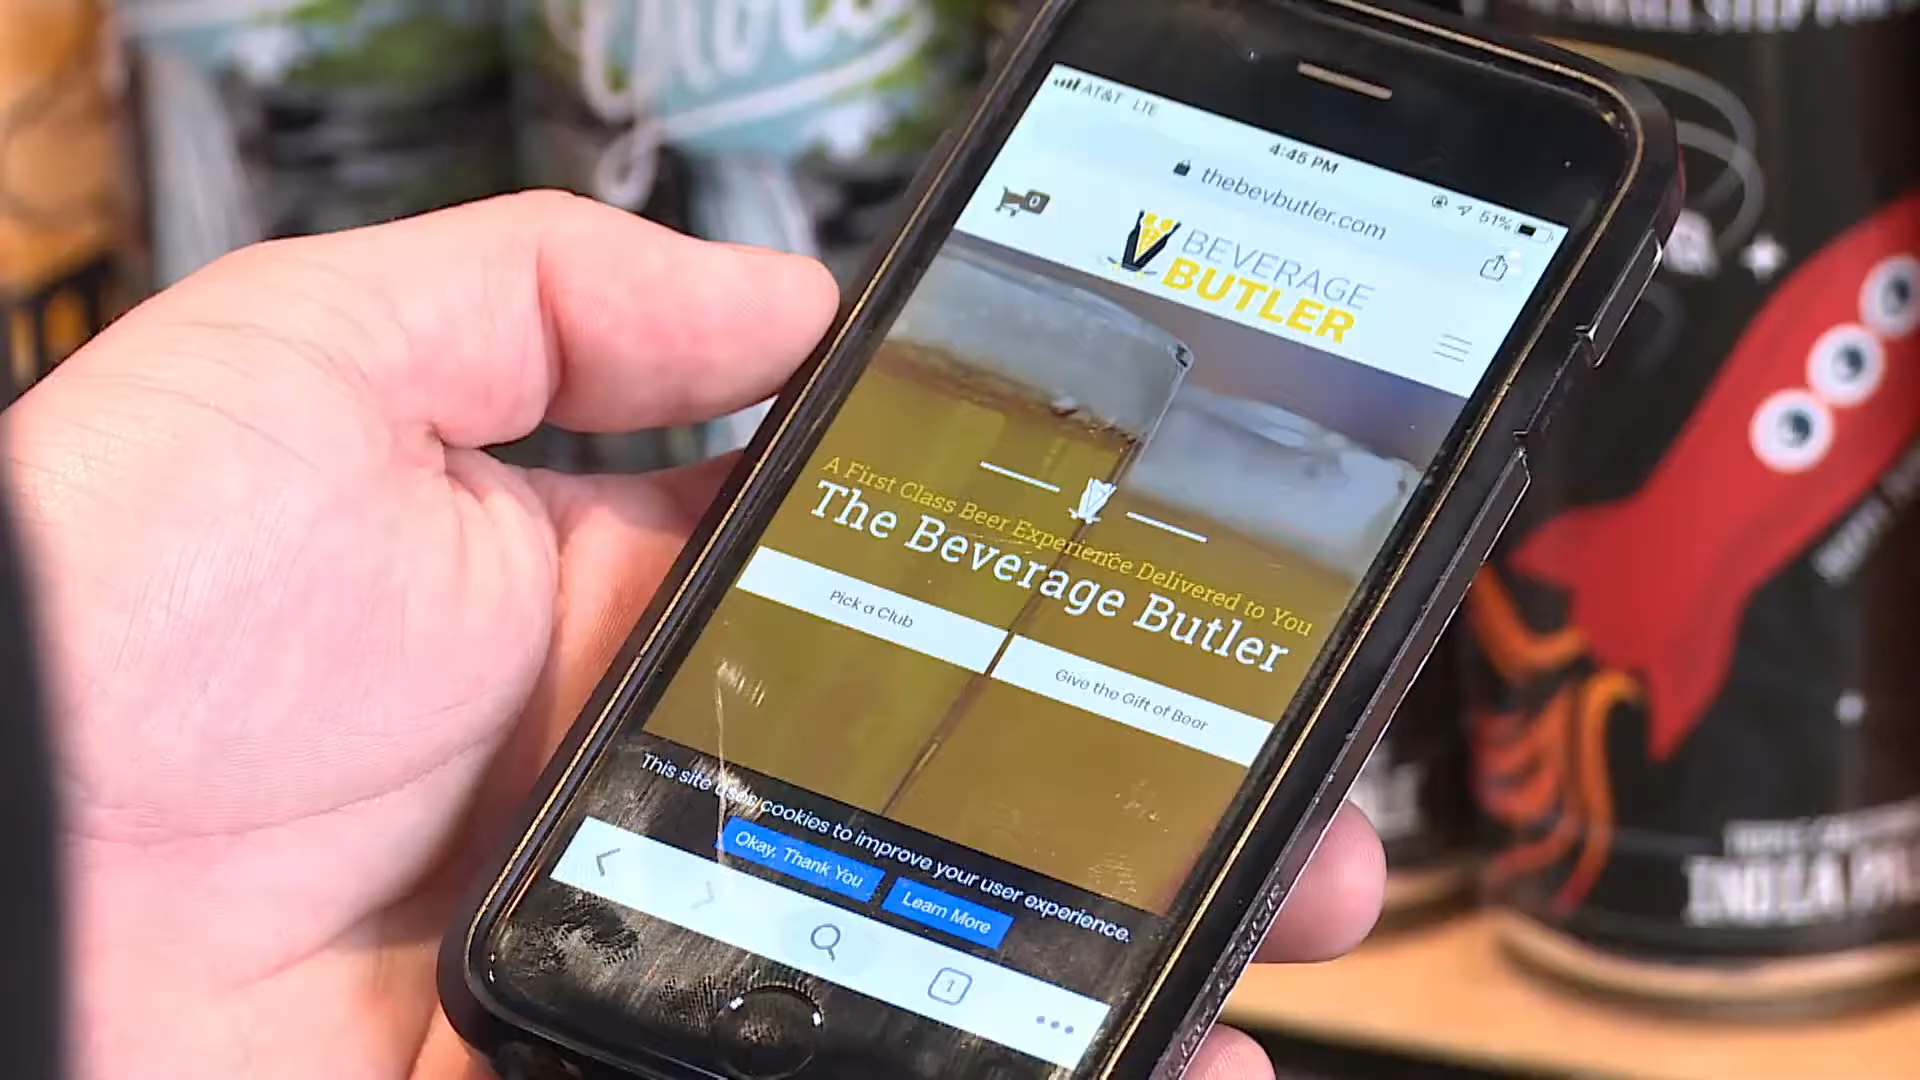 AT&T LTE
4:45 PM
51%
thebevbutler.com
0
BEVERAGE
BUTLER
A First Class Beer Experience Delivered to You
The Beverage Butler
Pick a Club
Give the Gift of Beer
This site uses cookies to improve your user experience.
Okay, Thank You
Learn More
1
INDIA